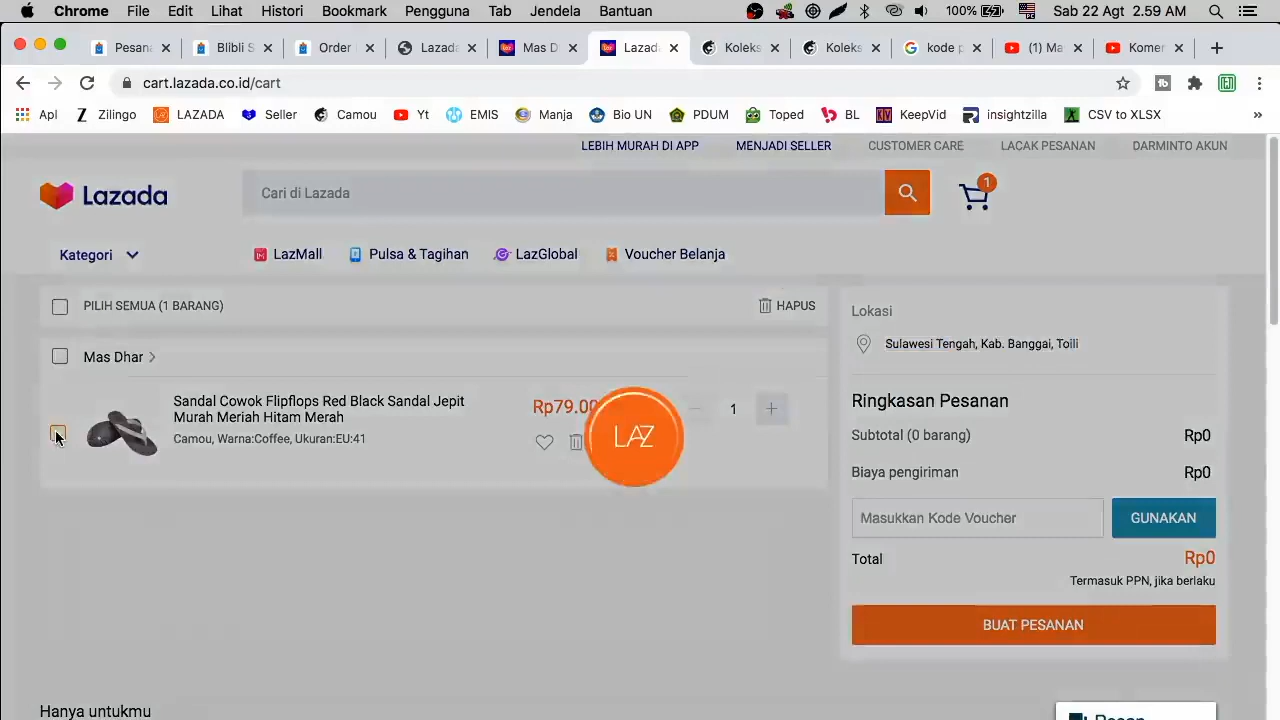 Chrome File Edit Lihat Histori Bookmark Pengguna Tab Jendela Bantuan 100% Sab 22 Agt 2.59 AM
Pesana Blibli S Order Lazada Mas D Lazada Koleks Koleks kode p (1) Ma Komen
cart.lazada.co.id/cart
Apl Zilingo LAZADA Seller Camou Yt EMIS Manja Bio UN PDUM Toped BL KeepVid insightzilla CSV to XLSX »
LEBIH MURAH DI APP MENJADI SELLER CUSTOMER CARE LACAK PESANAN DARMINTO AKUN
Lazada Cari di Lazada 1
Kategori LazMall Pulsa & Tagihan LazGlobal Voucher Belanja
PILIH SEMUA (1 BARANG) HAPUS
Mas Dhar
Sandal Cowok Flipflops Red Black Sandal Jepit
Murah Meriah Hitam Merah
Camou, Warna:Coffee, Ukuran:EU:41
Rp79.00 1
LAZ
Lokasi
Sulawesi Tengah, Kab. Banggai, Toili
Ringkasan Pesanan
Subtotal (0 barang) Rp0
Biaya pengiriman Rp0
Masukkan Kode Voucher GUNAKAN
Total Rp0
Termasuk PPN, jika berlaku
BUAT PESANAN
Hanya untukmu
Pesan